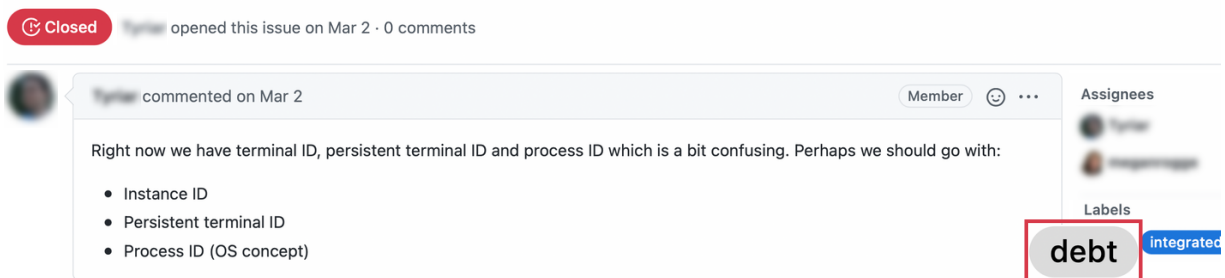 Closed opened this issue on Mar 2 · 0 comments
commented on Mar 2 Member
Assignees
Right now we have terminal ID, persistent terminal ID and process ID which is a bit confusing. Perhaps we should go with:
• Instance ID
• Persistent terminal ID
• Process ID (OS concept)
Labels
debt integrated